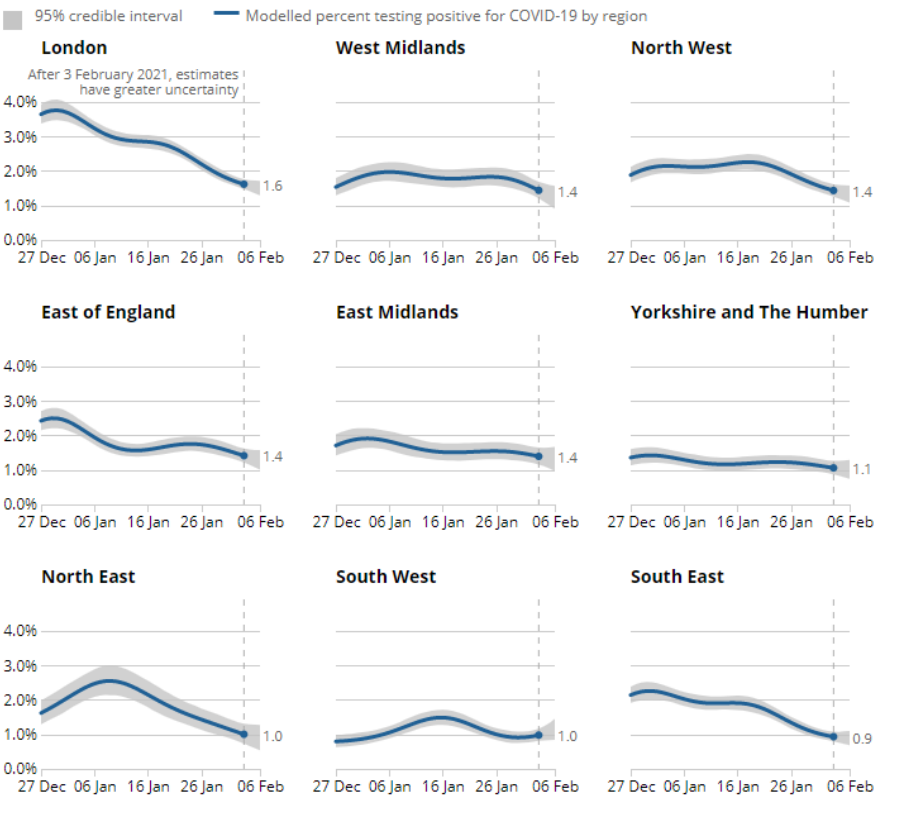 95% credible interval Modelled percent testing positive for COVID-19 by region
London West Midlands North West
After 3 February 2021, estimates
have greater uncertainty
4.0%
3.0%
2.0%
1.0%
0.0%
1.6 1.4 1.4
27 Dec 06 Jan 16 Jan 26 Jan 06 Feb 27 Dec 06 Jan 16 Jan 26 Jan 06 Feb 27 Dec 06 Jan 16 Jan 26 Jan 06 Feb
East of England East Midlands Yorkshire and The Humber
4.0%
3.0%
2.0%
1.0%
0.0%
1.4 1.4 1.1
27 Dec 06 Jan 16 Jan 26 Jan 06 Feb 27 Dec 06 Jan 16 Jan 26 Jan 06 Feb 27 Dec 06 Jan 16 Jan 26 Jan 06 Feb
North East South West South East
4.0%
3.0%
2.0%
1.0%
0.0%
1.0 1.0 0.9
27 Dec 06 Jan 16 Jan 26 Jan 06 Feb 27 Dec 06 Jan 16 Jan 26 Jan 06 Feb 27 Dec 06 Jan 16 Jan 26 Jan 06 Feb